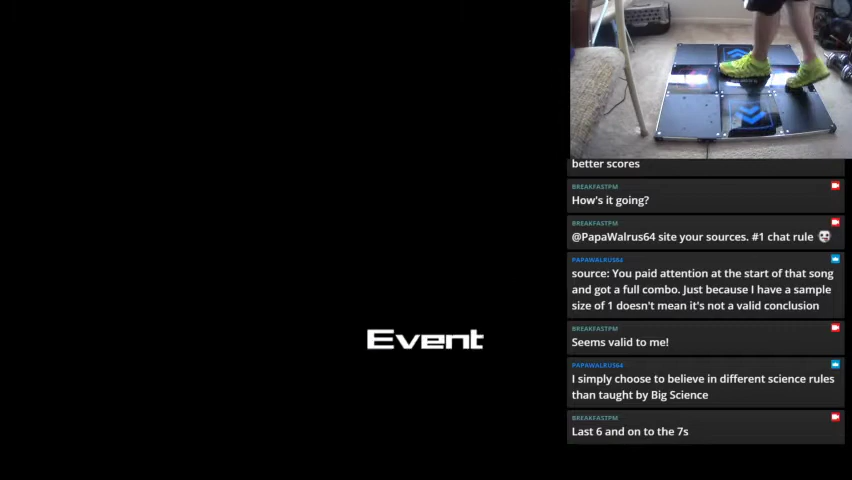 better scores
BREAKFASTPM
How's it going?
BREAKFASTPM
@PapaWalrus64 site your sources. #1 chat rule
PAPAWALRUS64
source: You paid attention at the start of that song
and got a full combo. Just because I have a sample
size of 1 doesn't mean it's not a valid conclusion
BREAKFASTPM
Seems valid to me!
Event
PAPAWALRUS64
I simply choose to believe in different science rules
than taught by Big Science
BREAKFASTPM
Last 6 and on to the 7s